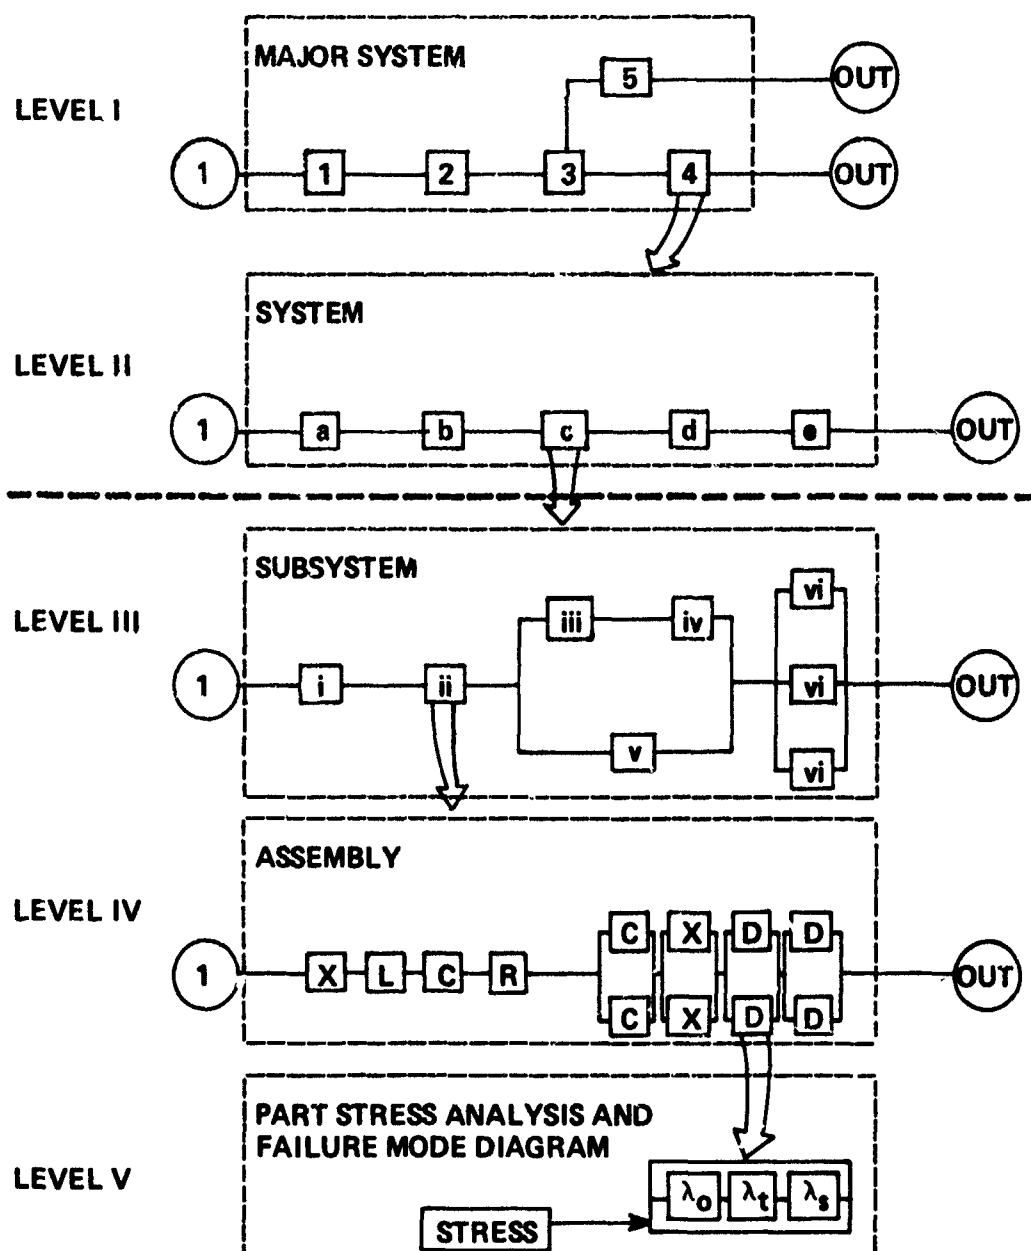 MAJOR SYSTEM
5
OUT
LEVEL I
1
1
2
3
4
OUT
SYSTEM
LEVEL II
1
a
b
c
d
e
OUT
SUBSYSTEM
vi
LEVEL III
iii
iv
1
i
ii
vi
OUT
v
vi
ASSEMBLY
LEVEL IV
C
X
D
D
1
X
L
C
R
OUT
C
X
D
D
PART STRESS ANALYSIS AND
FAILURE MODE DIAGRAM
LEVEL V
λo
λt
λs
STRESS